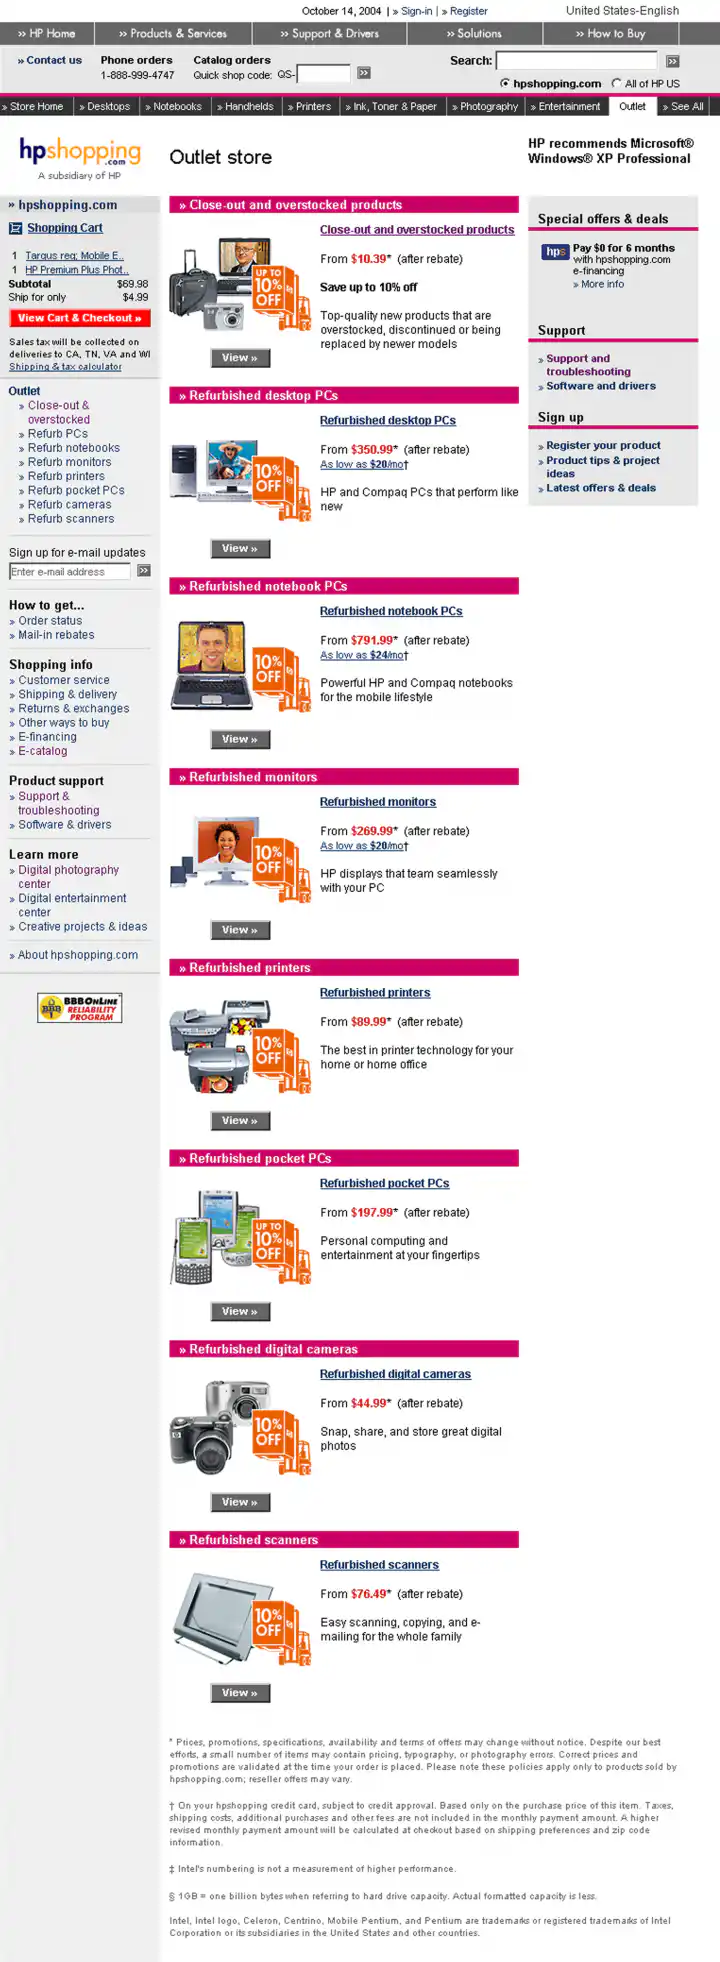 October 14, 2004 | » Sign-in | » Register
United States-English
» HP Home
» Products & Services
» Support & Drivers
» Solutions
» How to Buy
» Contact us
Phone orders
1-888-999-4747
Catalog orders
Quick shop code: QS-
»
Search:
»
hpshopping.com
All of HP US
» Store Home
» Desktops
» Notebooks
» Handhelds
» Printers
» Ink, Toner & Paper
» Photography
» Entertainment
Outlet
» See All
hpshopping
.com
A subsidiary of HP
Outlet store
HP recommends Microsoft®
Windows® XP Professional
» hpshopping.com
Shopping Cart
1 Targus reg; Mobile E..
1 HP Premium Plus Phot..
Subtotal $69.98
Ship for only $4.99
View Cart & Checkout »
Sales tax will be collected on
deliveries to CA, TN, VA and WI
Shipping & tax calculator
Outlet
» Close-out &
overstocked
» Refurb PCs
» Refurb notebooks
» Refurb monitors
» Refurb printers
» Refurb pocket PCs
» Refurb cameras
» Refurb scanners
Sign up for e-mail updates
Enter e-mail address
»
How to get...
» Order status
» Mail-in rebates
Shopping info
» Customer service
» Shipping & delivery
» Returns & exchanges
» Other ways to buy
» E-financing
» E-catalog
Product support
» Support &
troubleshooting
» Software & drivers
Learn more
» Digital photography
center
» Digital entertainment
center
» Creative projects & ideas
» About hpshopping.com
BBB
BBBOnLine
RELIABILITY
PROGRAM
» Close-out and overstocked products
UP TO
10%
OFF
Close-out and overstocked products
From $10.39* (after rebate)
Save up to 10% off
Top-quality new products that are
overstocked, discontinued or being
replaced by newer models
View »
» Refurbished desktop PCs
10%
OFF
Refurbished desktop PCs
From $350.99* (after rebate)
As low as $20/mo†
HP and Compaq PCs that perform like
new
View »
» Refurbished notebook PCs
10%
OFF
Refurbished notebook PCs
From $791.99* (after rebate)
As low as $24/mo†
Powerful HP and Compaq notebooks
for the mobile lifestyle
View »
» Refurbished monitors
10%
OFF
Refurbished monitors
From $269.99* (after rebate)
As low as $20/mo†
HP displays that team seamlessly
with your PC
View »
» Refurbished printers
10%
OFF
Refurbished printers
From $89.99* (after rebate)
The best in printer technology for your
home or home office
View »
» Refurbished pocket PCs
UP TO
10%
OFF
Refurbished pocket PCs
From $197.99* (after rebate)
Personal computing and
entertainment at your fingertips
View »
» Refurbished digital cameras
10%
OFF
Refurbished digital cameras
From $44.99* (after rebate)
Snap, share, and store great digital
photos
View »
» Refurbished scanners
10%
OFF
Refurbished scanners
From $76.49* (after rebate)
Easy scanning, copying, and e-
mailing for the whole family
View »
Special offers & deals
hps
Pay $0 for 6 months
with hpshopping.com
e-financing
» More info
Support
» Support and
troubleshooting
» Software and drivers
Sign up
» Register your product
» Product tips & project
ideas
» Latest offers & deals
* Prices, promotions, specifications, availability and terms of offers may change without notice. Despite our best
efforts, a small number of items may contain pricing, typography, or photography errors. Correct prices and
promotions are validated at the time your order is placed. Please note these policies apply only to products sold by
hpshopping.com; reseller offers may vary.
† On your hpshopping credit card, subject to credit approval. Based only on the purchase price of this item. Taxes,
shipping costs, additional purchases and other fees are not included in the monthly payment amount. A higher
revised monthly payment amount will be calculated at checkout based on shipping preferences and zip code
information.
‡ Intel's numbering is not a measurement of higher performance.
§ 1GB = one billion bytes when referring to hard drive capacity. Actual formatted capacity is less.
Intel, Intel logo, Celeron, Centrino, Mobile Pentium, and Pentium are trademarks or registered trademarks of Intel
Corporation or its subsidiaries in the United States and other countries.